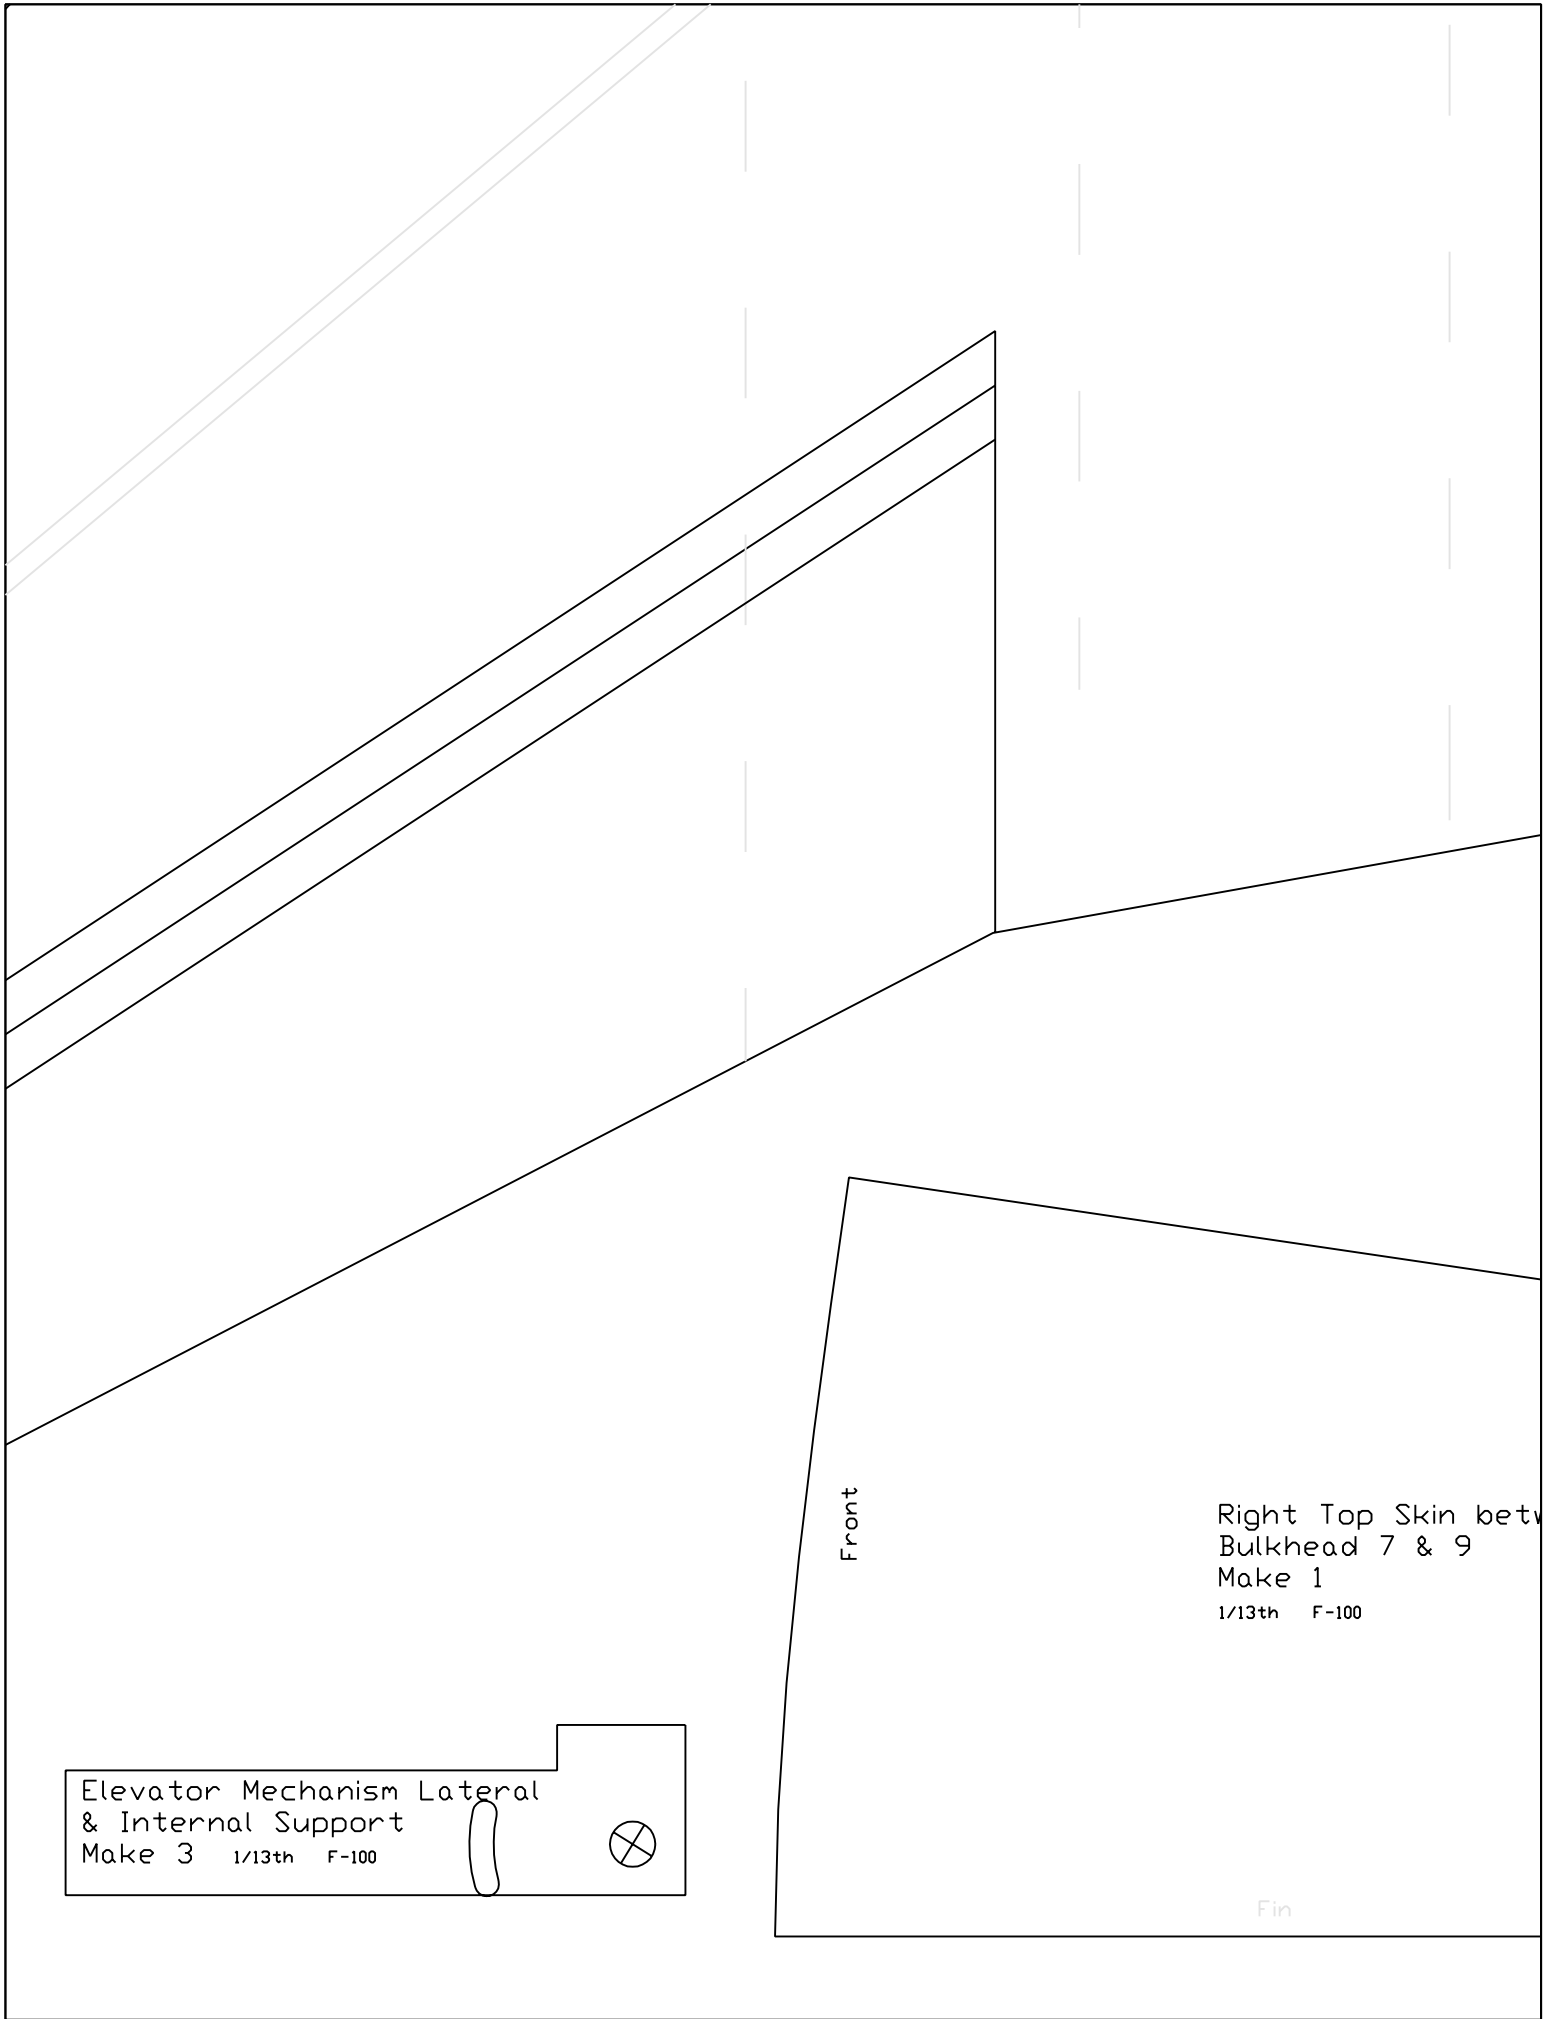 Front
Right Top Skin betw
Bulkhead 7 & 9
Make 1
1/13th F-100
Elevator Mechanism Lateral
& Internal Support
Make 3 1/13th F-100
Fin